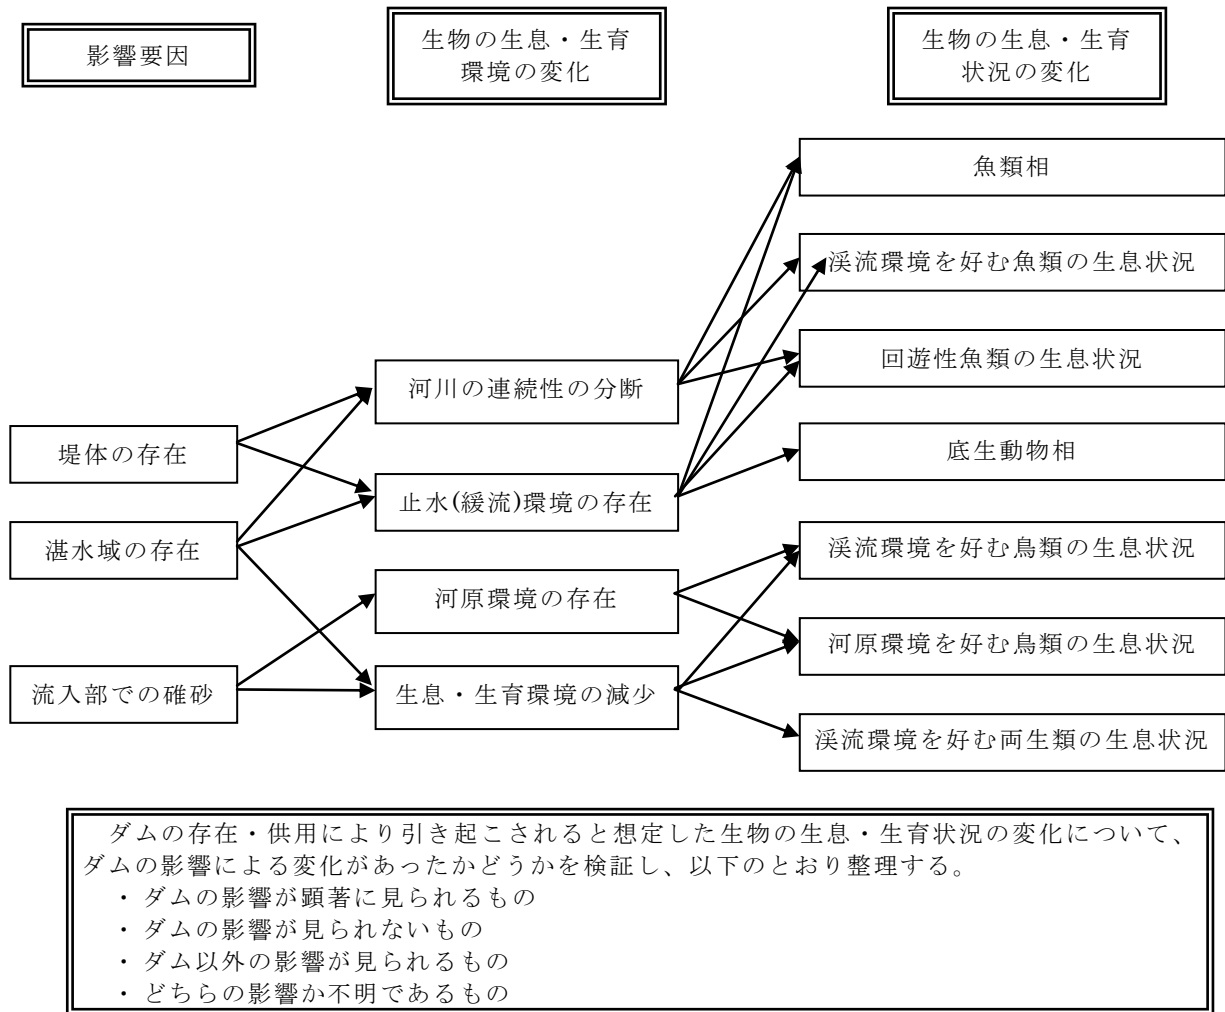 影響要因
生物の生息・生育
環境の変化
生物の生息・生育
状況の変化
魚類相
渓流環境を好む魚類の生息状況
回遊性魚類の生息状況
河川の連続性の分断
底生動物相
堤体の存在
止水(緩流)環境の存在
渓流環境を好む鳥類の生息状況
湛水域の存在
河原環境の存在
河原環境を好む鳥類の生息状況
流入部での碓砂
生息・生育環境の減少
渓流環境を好む両生類の生息状況
ダムの存在・供用により引き起こされると想定した生物の生息・生育状況の変化について、
ダムの影響による変化があったかどうかを検証し、以下のとおり整理する。
・ダムの影響が顕著に見られるもの
・ダムの影響が見られないもの
・ダム以外の影響が見られるもの
・どちらの影響か不明であるもの